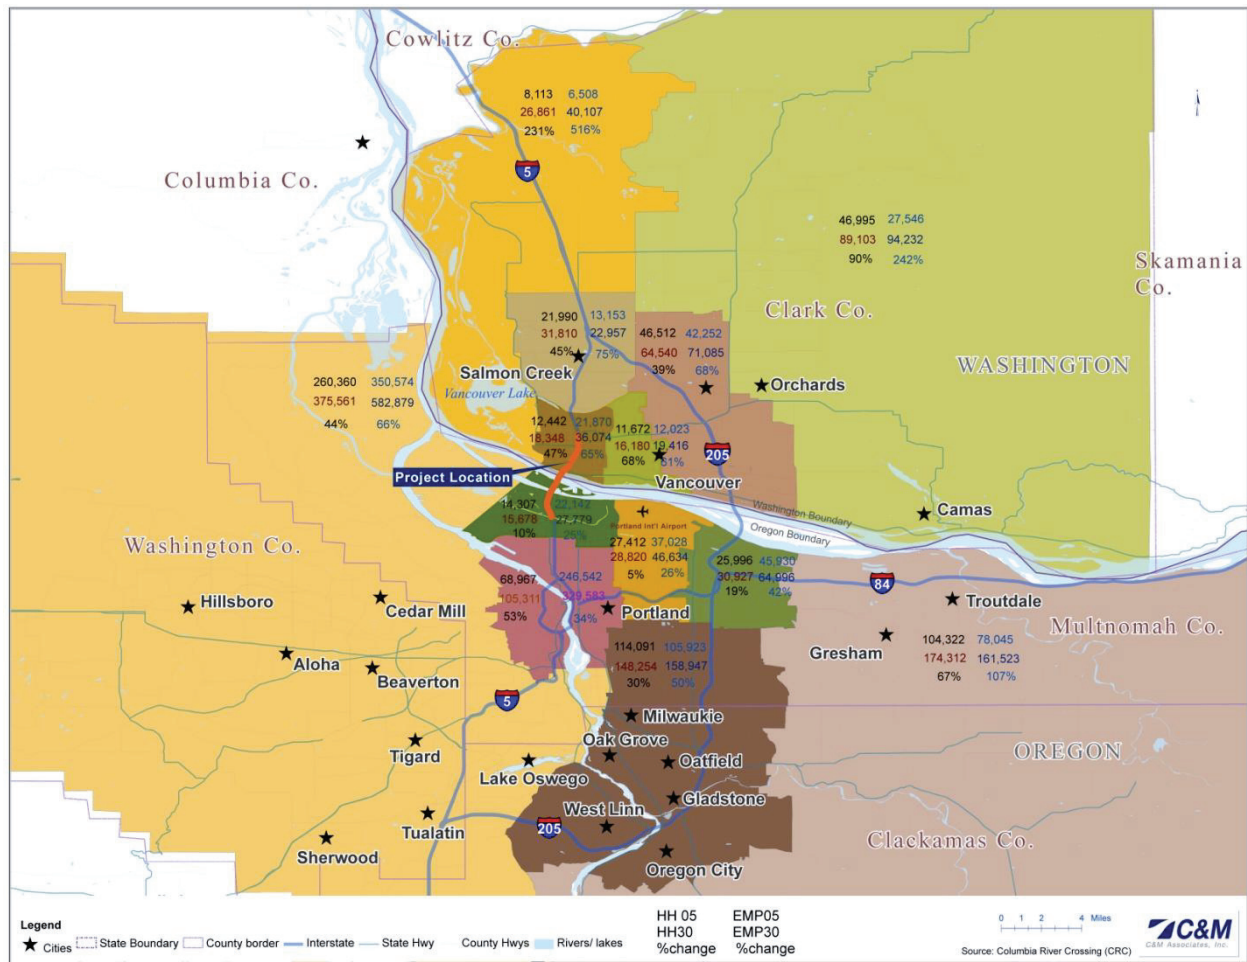 Cowlitz Co.
8,113 6,508
26,861 40,107
231% 516%
5
Columbia Co.
46,995 27,546
89,103 94,232
90% 242%
Skamania Co.
Clark Co.
21,990 13,153
31,810 22,957
45% 75%
46,512 42,252
64,540 71,085
39% 68%
WASHINGTON
Salmon Creek
Orchards
Vancouver Lake
260,360 350,574
375,561 582,879
44% 66%
12,442 21,870
18,348 36,074
47% 65%
11,672 12,023
16,180 19,416
68% 61%
205
Project Location
Vancouver
Washington Boundary
Oregon Boundary
Camas
14,307 22,142
15,678 27,779
10% 25%
Portland Int'l Airport
27,412 37,028
28,820 46,634
5% 26%
25,996 45,930
30,927 64,996
19% 42%
84
Washington Co.
68,967 246,542
105,311 329,583
53% 34%
Hillsboro
Cedar Mill
Portland
Troutdale
Multnomah Co.
Gresham
104,322 78,045
174,312 161,523
67% 107%
Aloha
Beaverton
114,091 105,923
148,254 158,947
30% 50%
5
Milwaukie
Oak Grove
Oatfield
OREGON
Tigard
Lake Oswego
Gladstone
West Linn
Tualatin
205
Sherwood
Oregon City
Clackamas Co.
Legend
Cities
State Boundary
County border
Interstate
State Hwy
County Hwys
Rivers/ lakes
HH 05 EMP05
HH30 EMP30
%change %change
0 1 2 4 Miles
Source: Columbia River Crossing (CRC)
C&M
C&M Associates, Inc.